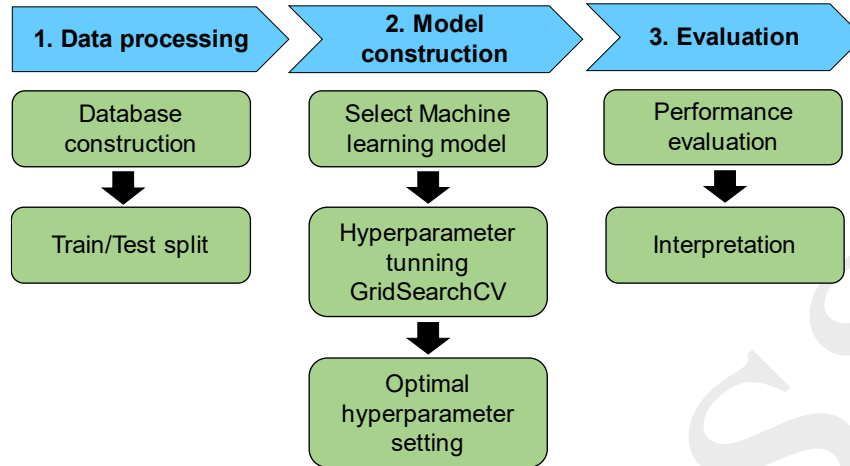 1. Data processing
2. Model
construction
3. Evaluation
Database
construction
Train/Test split
Select Machine
learning model
Hyperparameter
tunning
GridSearchCV
Optimal
hyperparameter
setting
Performance
evaluation
Interpretation